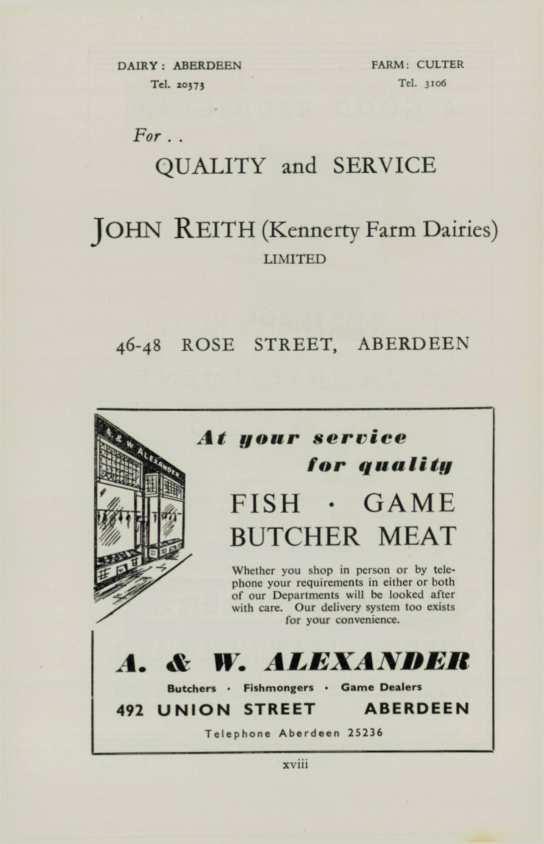 DAIRY : ABERDEEN FARM : CULTER
Tel. 20373 Tel. 3106
For . .
QUALITY and SERVICE
JOHN REITH (Kennerty Farm Dairies)
LIMITED
46-48 ROSE STREET, ABERDEEN
A. & W. ALEXANDER
At your service
for quality
FISH · GAME
BUTCHER MEAT
Whether you shop in person or by tele-
phone your requirements in either or both
of our Departments will be looked after
with care. Our delivery system too exists
for your convenience.
A. & W. ALEXANDER
Butchers · Fishmongers · Game Dealers
492 UNION STREET ABERDEEN
Telephone Aberdeen 25236
xviii